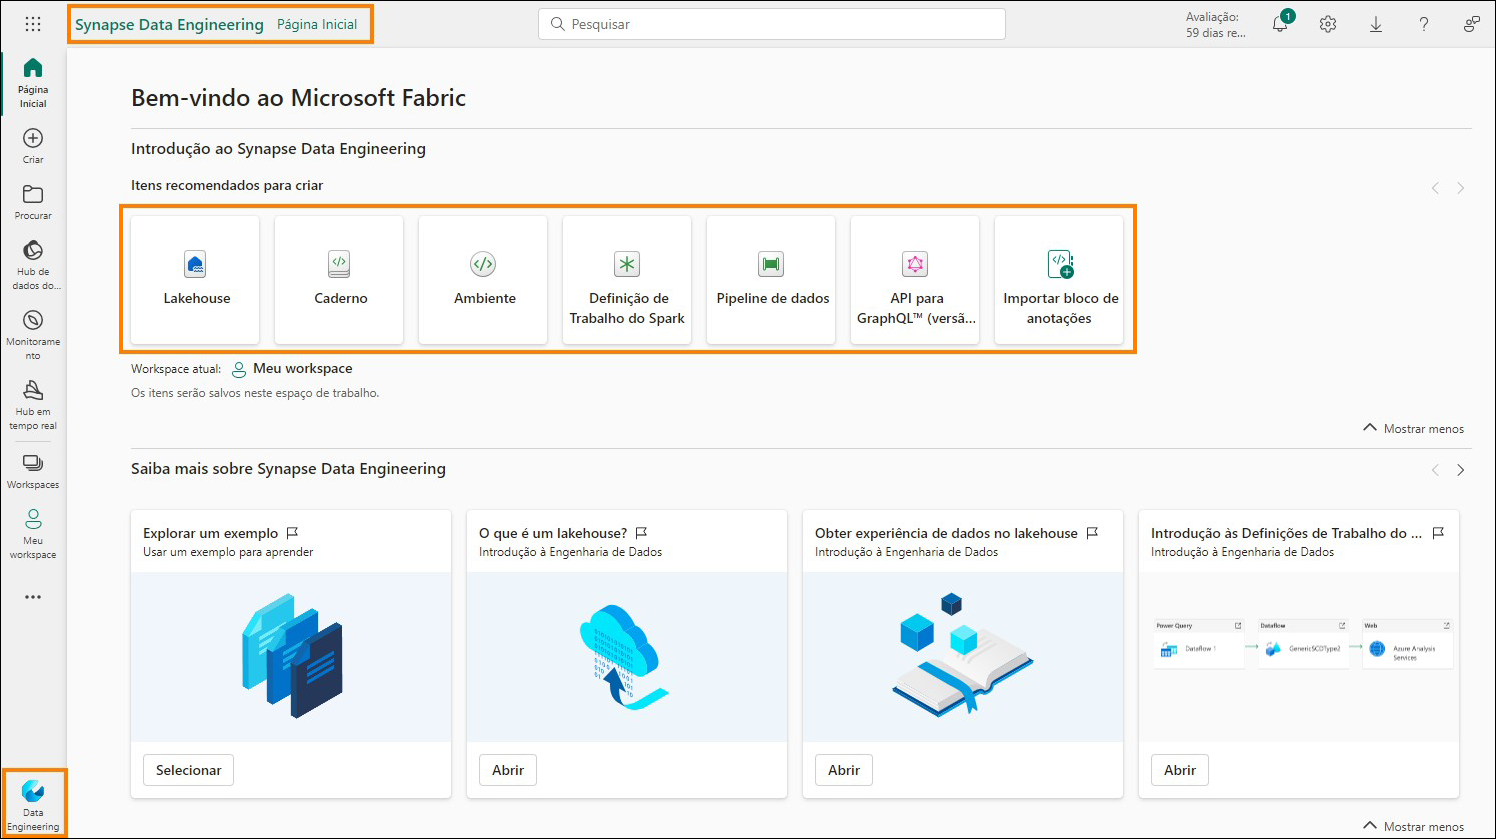 Synapse Data Engineering Página Inicial
Pesquisar
Avaliação:
59 dias re...
1
Página
Inicial
Criar
Procurar
Hub de
dados do...
Monitorame
nto
Hub em
tempo real
Workspaces
Meu
workspace
Data
Engineering
Bem-vindo ao Microsoft Fabric
Introdução ao Synapse Data Engineering
Itens recomendados para criar
Lakehouse
Caderno
Ambiente
Definição de
Trabalho do Spark
Pipeline de dados
API para
GraphQL™ (versã...
Importar bloco de
anotações
Workspace atual: Meu workspace
Os itens serão salvos neste espaço de trabalho.
Mostrar menos
Saiba mais sobre Synapse Data Engineering
Explorar um exemplo
Usar um exemplo para aprender
Selecionar
O que é um lakehouse?
Introdução à Engenharia de Dados
Abrir
Obter experiência de dados no lakehouse
Introdução à Engenharia de Dados
Abrir
Introdução às Definições de Trabalho do ...
Introdução à Engenharia de Dados
Power Query
Dataflow 1
Dataflow
GenericSCDType2
Web
Azure Analysis
Services
Abrir
Mostrar menos